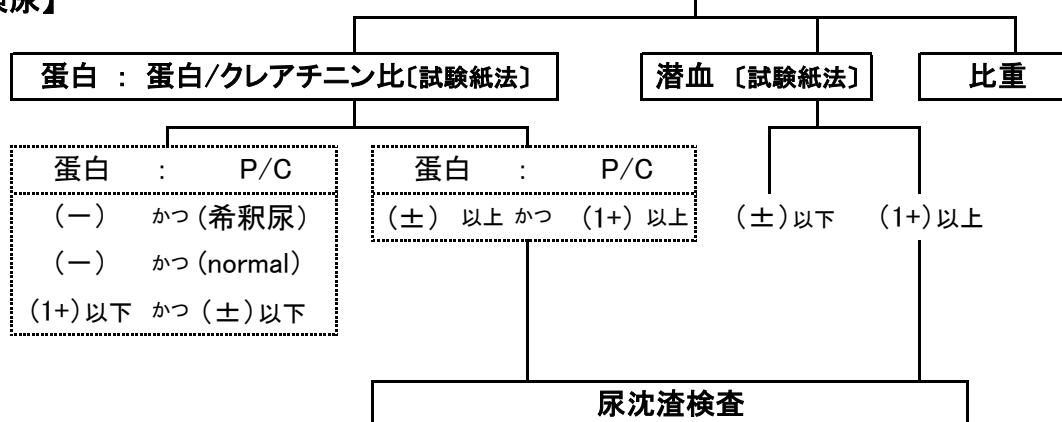 検尿】
蛋白 : 蛋白/クレアチニン比〔試験紙法〕
潜血 〔試験紙法〕
比重
蛋白 : P/C
(－) かつ (希釈尿)
(－) かつ (normal)
(1+)以下 かつ (±)以下
蛋白 : P/C
(±) 以上 かつ (1+) 以上
(±)以下
(1+)以上
尿沈渣検査